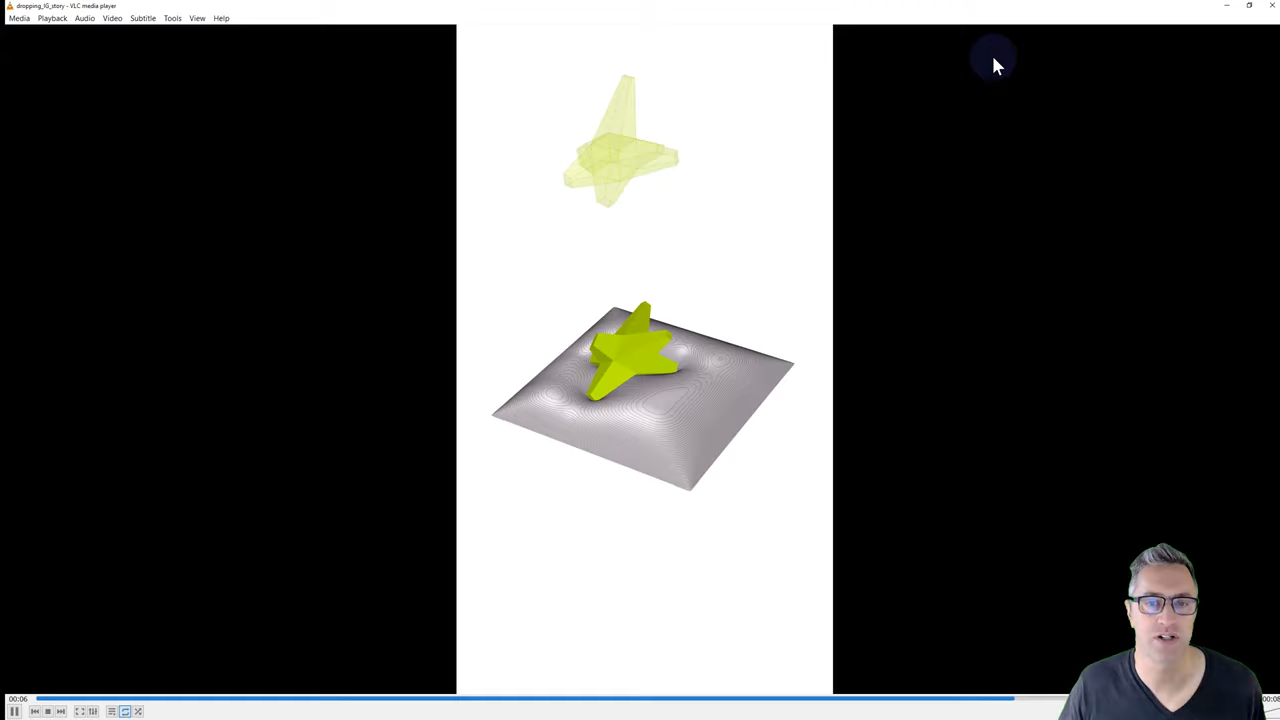 dropping_IG_story - VLC media player
Media Playback Audio Video Subtitle Tools View Help
00:06